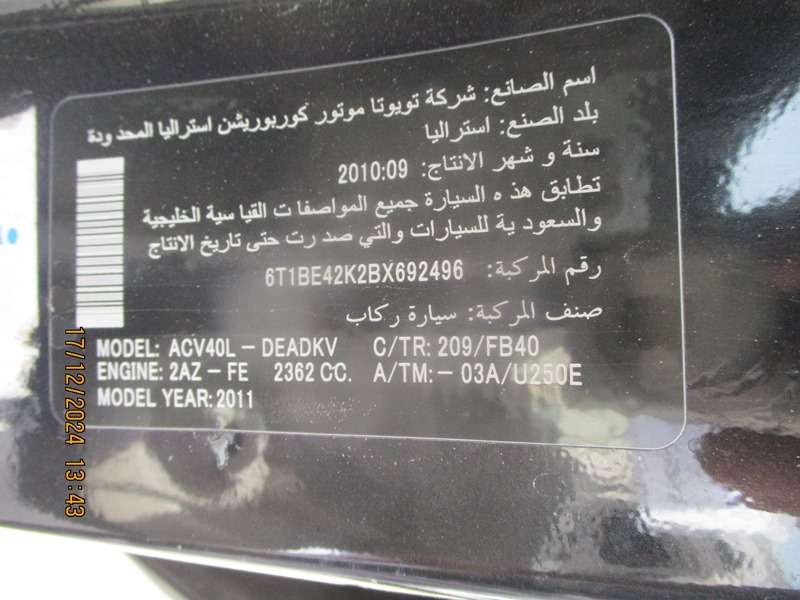 اسم الصانع: شركة تويوتا موتور كوربوريشن استراليا المحدودة
بلد الصنع: استراليا
سنة و شهر الانتاج: 2010:09
تطابق هذه السيارة جميع المواصفات القياسية الخليجية
والسعودية للسيارات والتي صدرت حتى تاريخ الانتاج
رقم المركبة: 6T1BE42K2BX692496
صنف المركبة: سيارة ركاب
MODEL: ACV40L - DEADKV C/TR: 209/FB40
ENGINE: 2AZ - FE 2362 CC. A/TM:- 03A/U250E
MODEL YEAR: 2011
17/12/2024 13:43